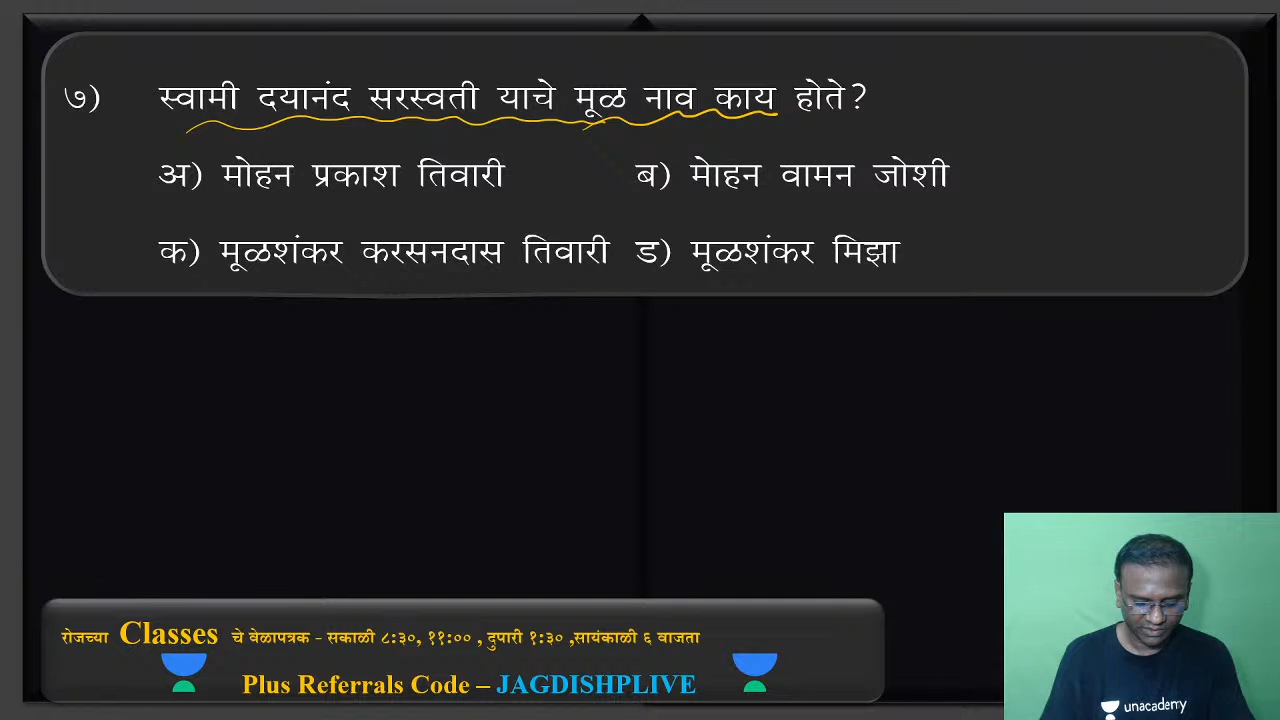 ७) स्वामी दयानंद सरस्वती याचे मूळ नाव काय होते?
अ) मोहन प्रकाश तिवारी ब) मेाहन वामन जोशी
क) मूळशंकर करसनदास तिवारी ड) मूळशंकर मिझा
रोजच्या Classes चे वेळापत्रक - सकाळी ८:३०, ११:०० , दुपारी १:३० ,सायंकाळी ६ वाजता
Plus Referrals Code – JAGDISHPLIVE
unacademy